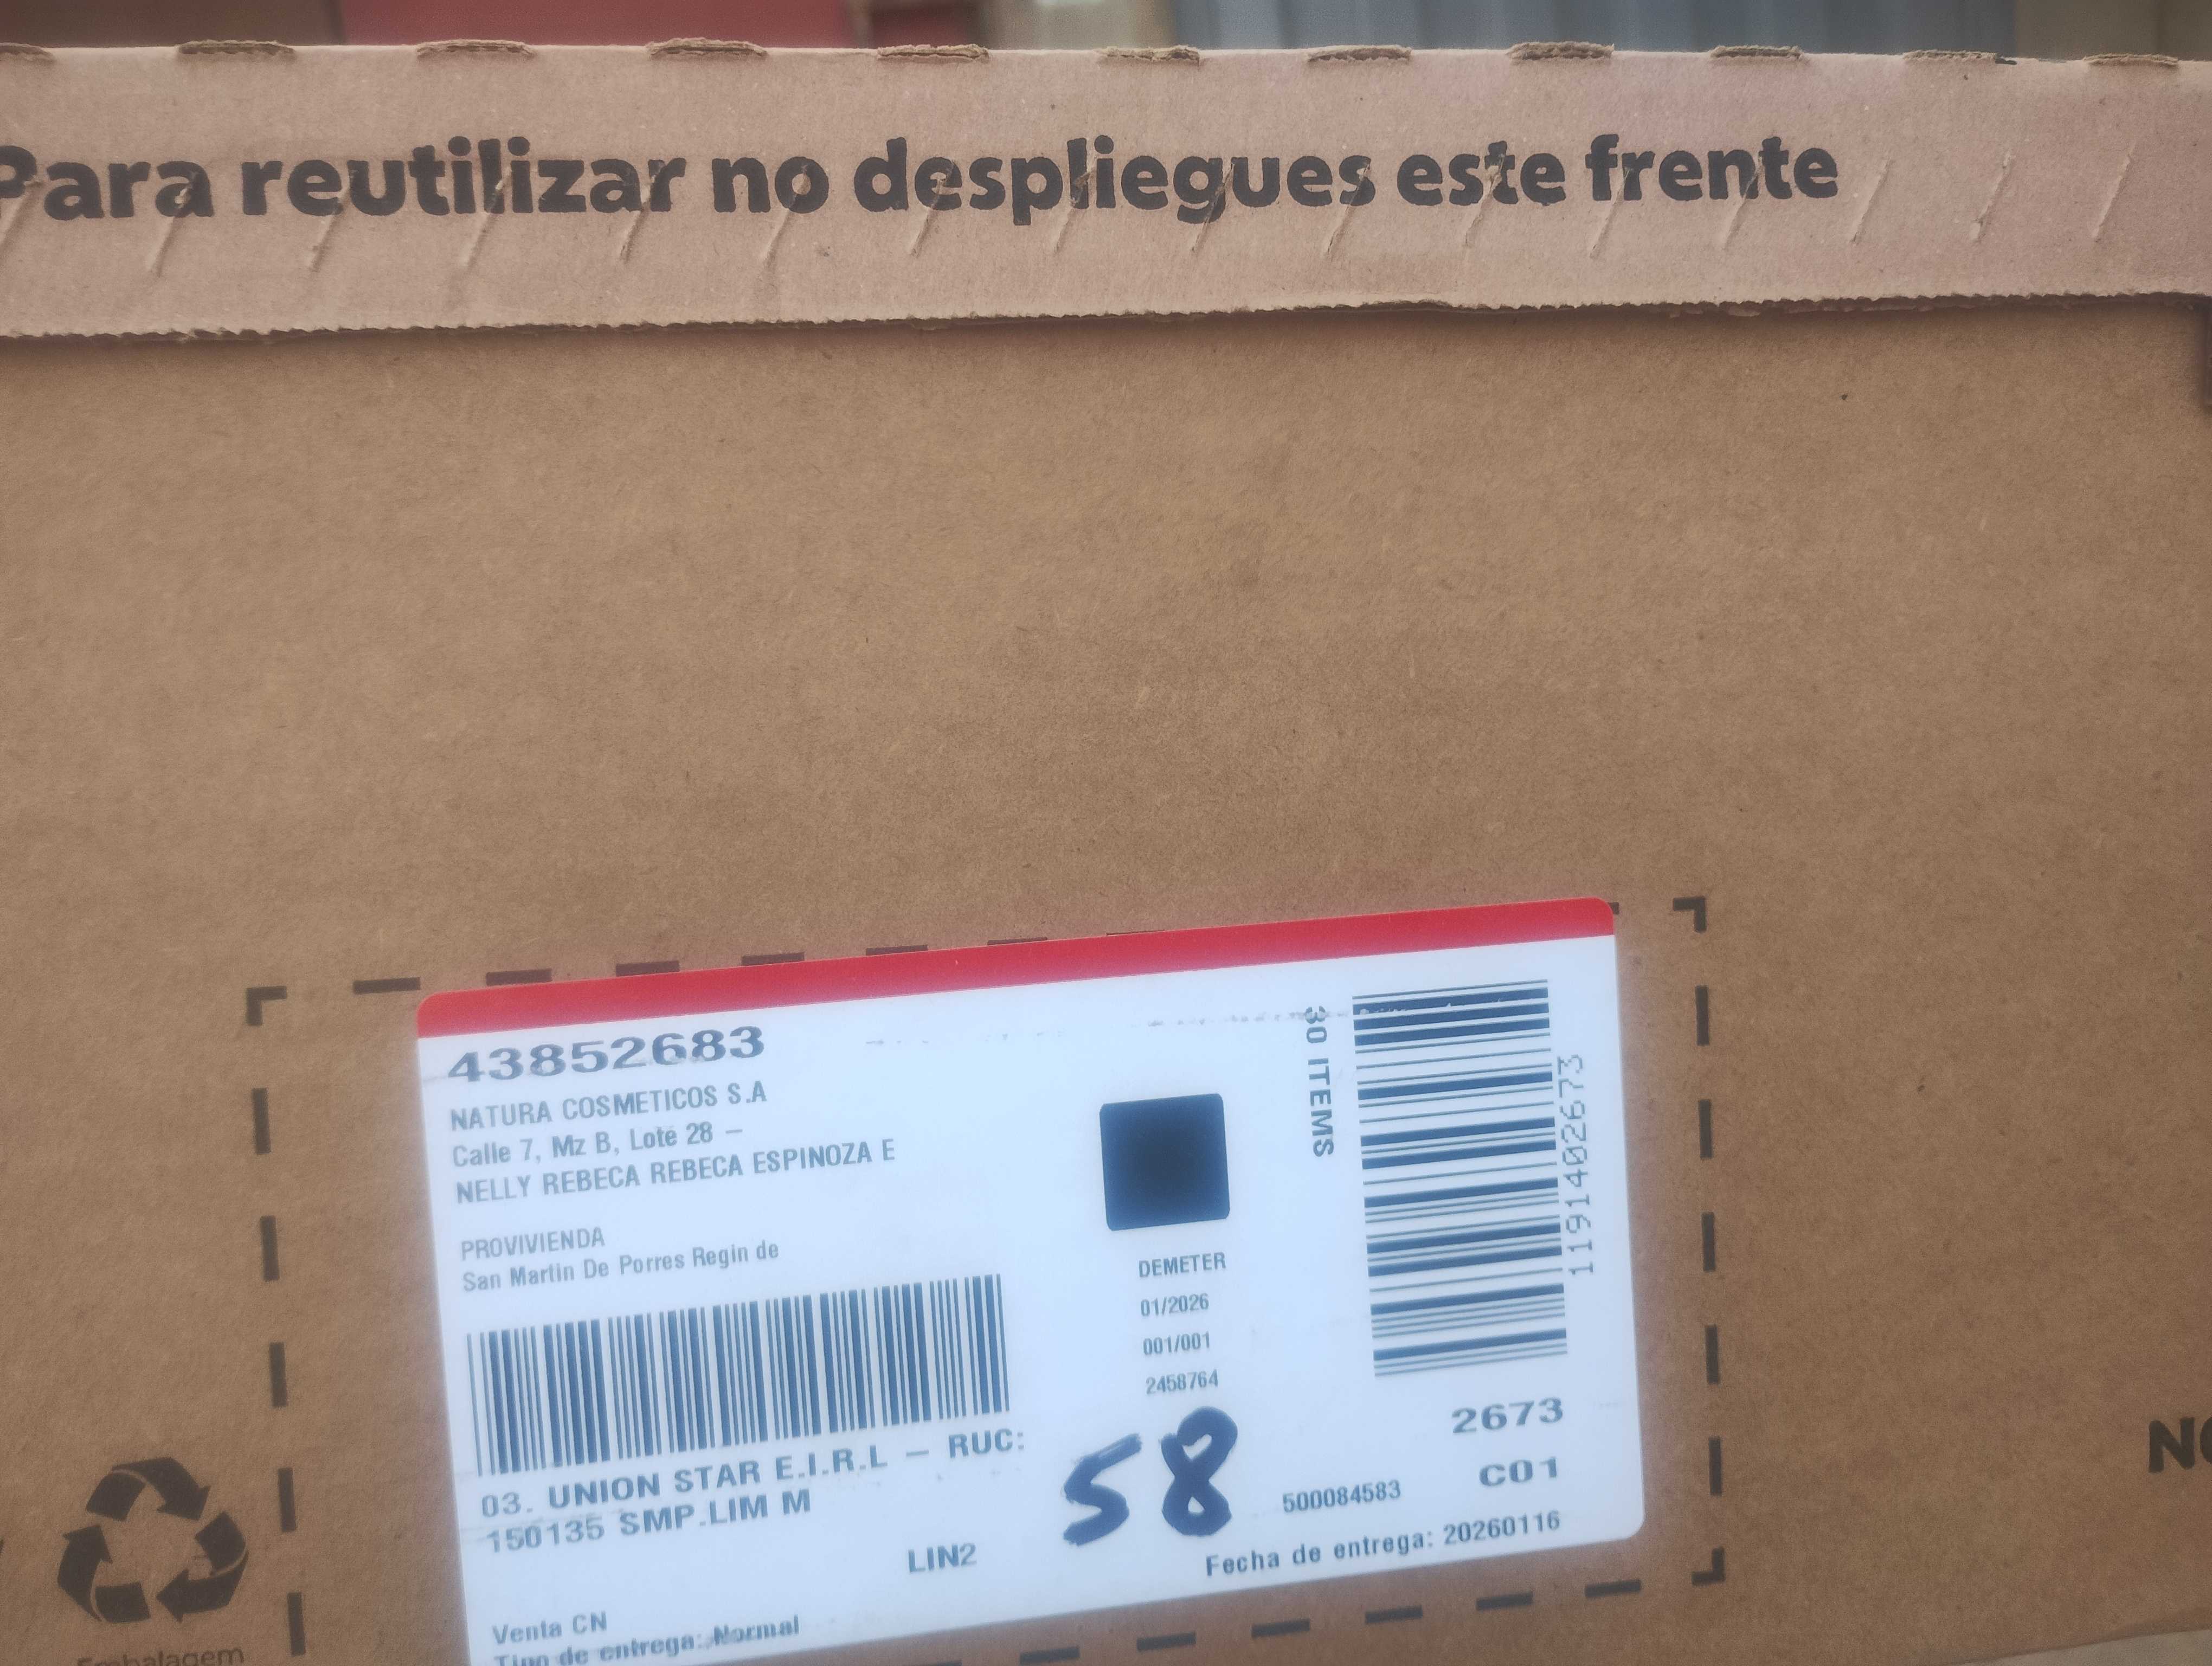 Para reutilizar no despliegues este frente
43852683
NATURA COSMETICOS S.A
Calle 7, Mz B, Lote 28 –
NELLY REBECA REBECA ESPINOZA E
PROVIVIENDA
San Martin De Porres Regin de
03. UNION STAR E.I.R.L – RUC:
150135 SMP.LIM M
LIN2
Venta CN
Tipo de entrega: Normal
DEMETER
01/2026
001/001
2458764
58
30 ITEMS
1191402673
2673
C01
500084583
Fecha de entrega: 20260116
Embalagem